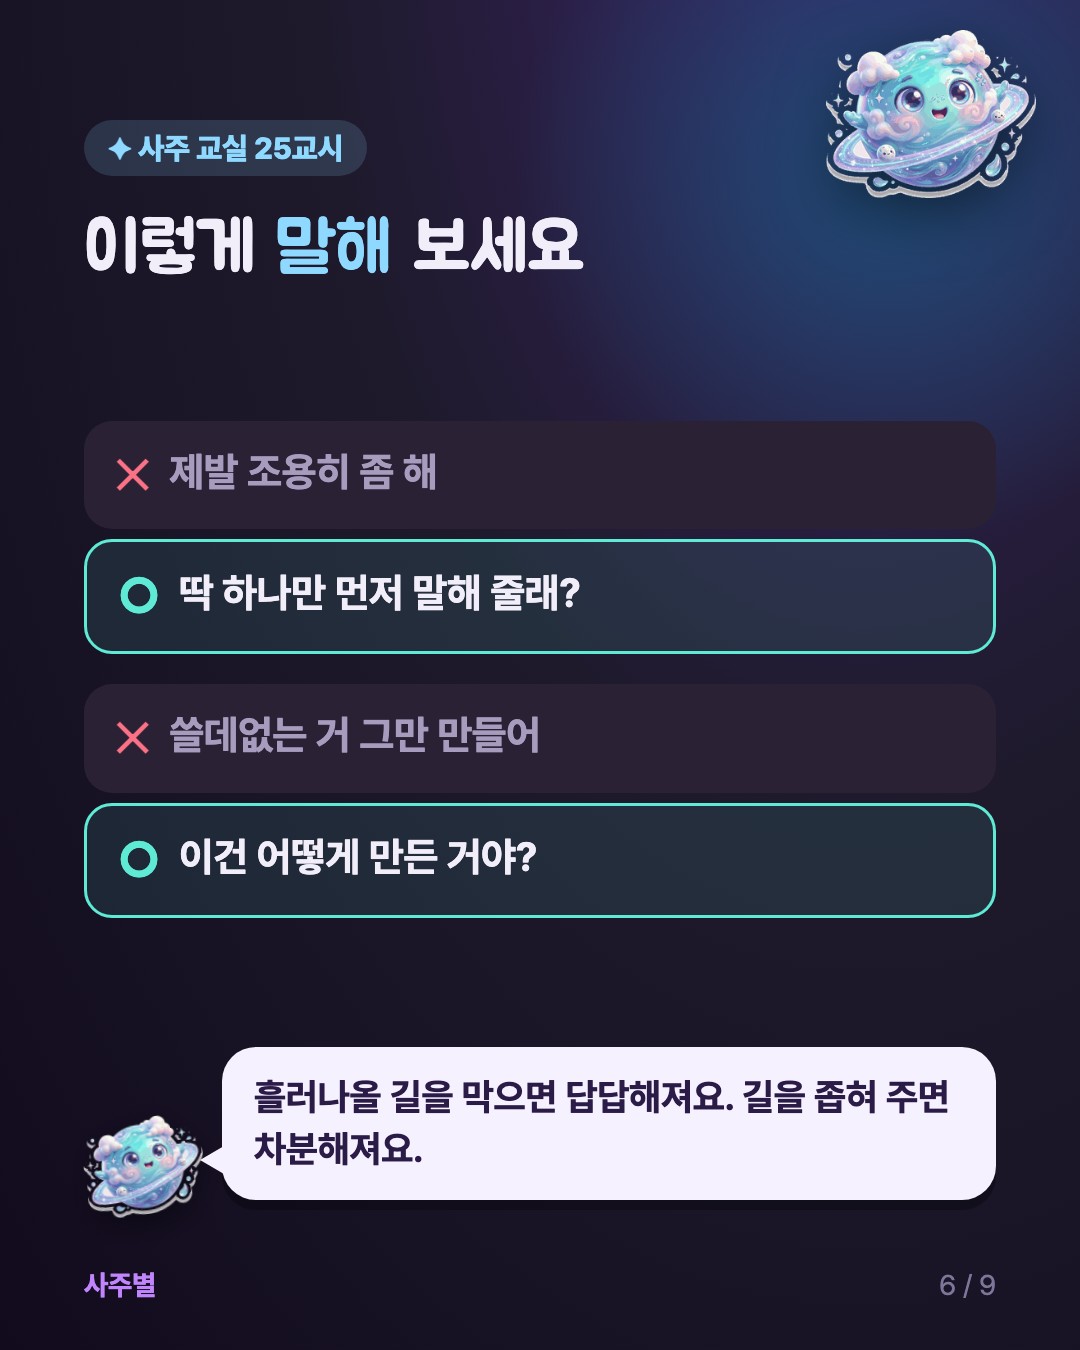 ✦ 사주 교실 25교시
이렇게 말해 보세요
제발 조용히 좀 해
딱 하나만 먼저 말해 줄래?
쓸데없는 거 그만 만들어
이건 어떻게 만든 거야?
흘러나올 길을 막으면 답답해져요. 길을 좁혀 주면
차분해져요.
사주별
6 / 9